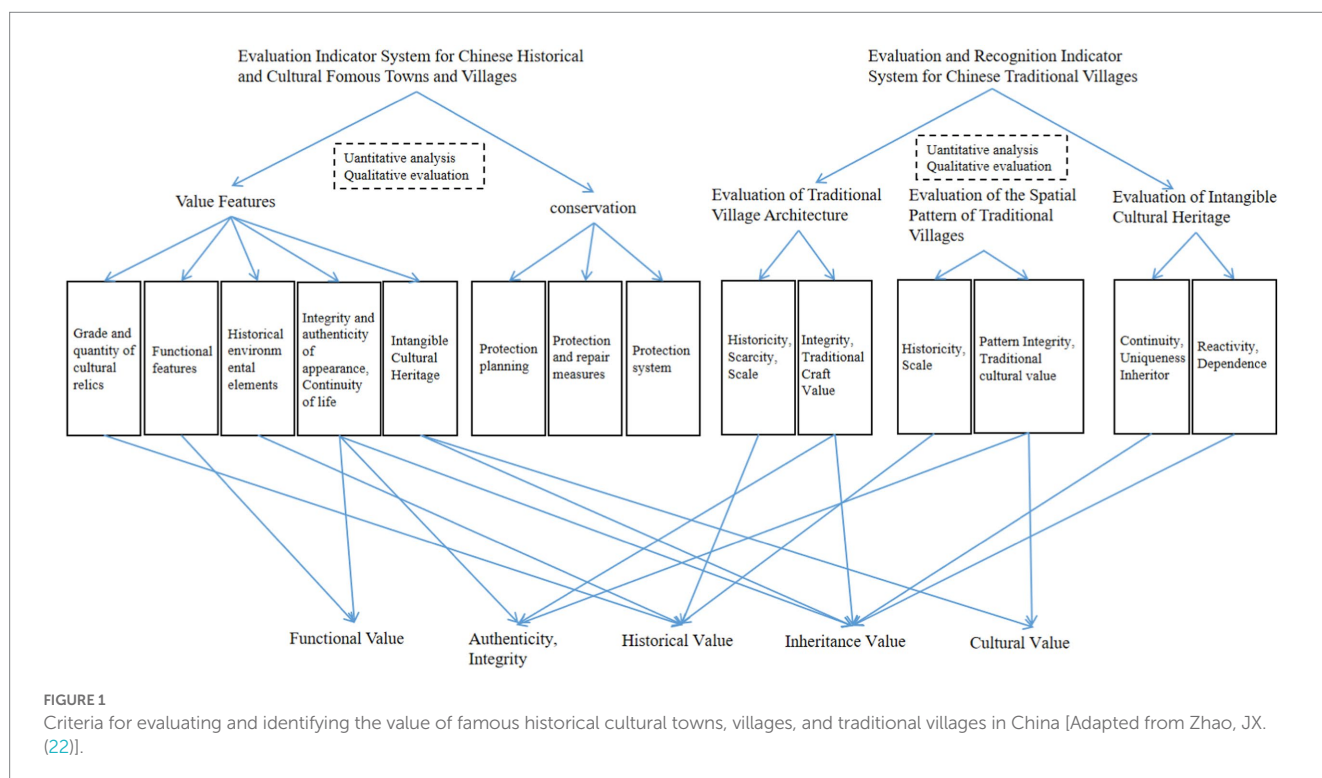 Evaluation Indicator System for Chinese Historical
and Cultural Fomous Towns and Villages
Evaluation and Recognition Indicator
System for Chinese Traditional Villages
Uantitative analysis
Qualitative evaluation
Uantitative analysis
Qualitative evaluation
Value Features
conservation
Evaluation of Traditional
Village Architecture
Evaluation of the Spatial
Pattern of Traditional
Villages
Evaluation of Intangible
Cultural Heritage
Grade and
quantity of
cultural relics
Functional
features
Historical
environm
ental
elements
Integrity and
authenticity of
appearance,
Continuity
of life
Intangible
Cultural
Heritage
Protection
planning
Protection
and repair
measures
Protection
system
Historicity,
Scarcity,
Scale
Integrity,
Traditional
Craft
Value
Historicity,
Scale
Pattern Integrity,
Traditional
cultural value
Continuity,
Uniqueness
Inheritor
Reactivity,
Dependence
Functional Value
Authenticity,
Integrity
Historical Value
Inheritance Value
Cultural Value
FIGURE 1
Criteria for evaluating and identifying the value of famous historical cultural towns, villages, and traditional villages in China [Adapted from Zhao, JX.
(22)].